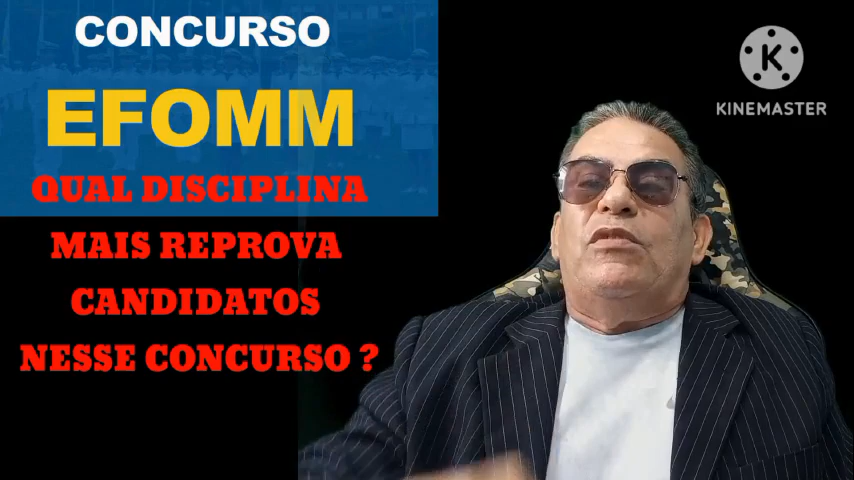 CONCURSO
EFOMM
QUAL DISCIPLINA
MAIS REPROVA
CANDIDATOS
NESSE CONCURSO ?
K
KINEMASTER